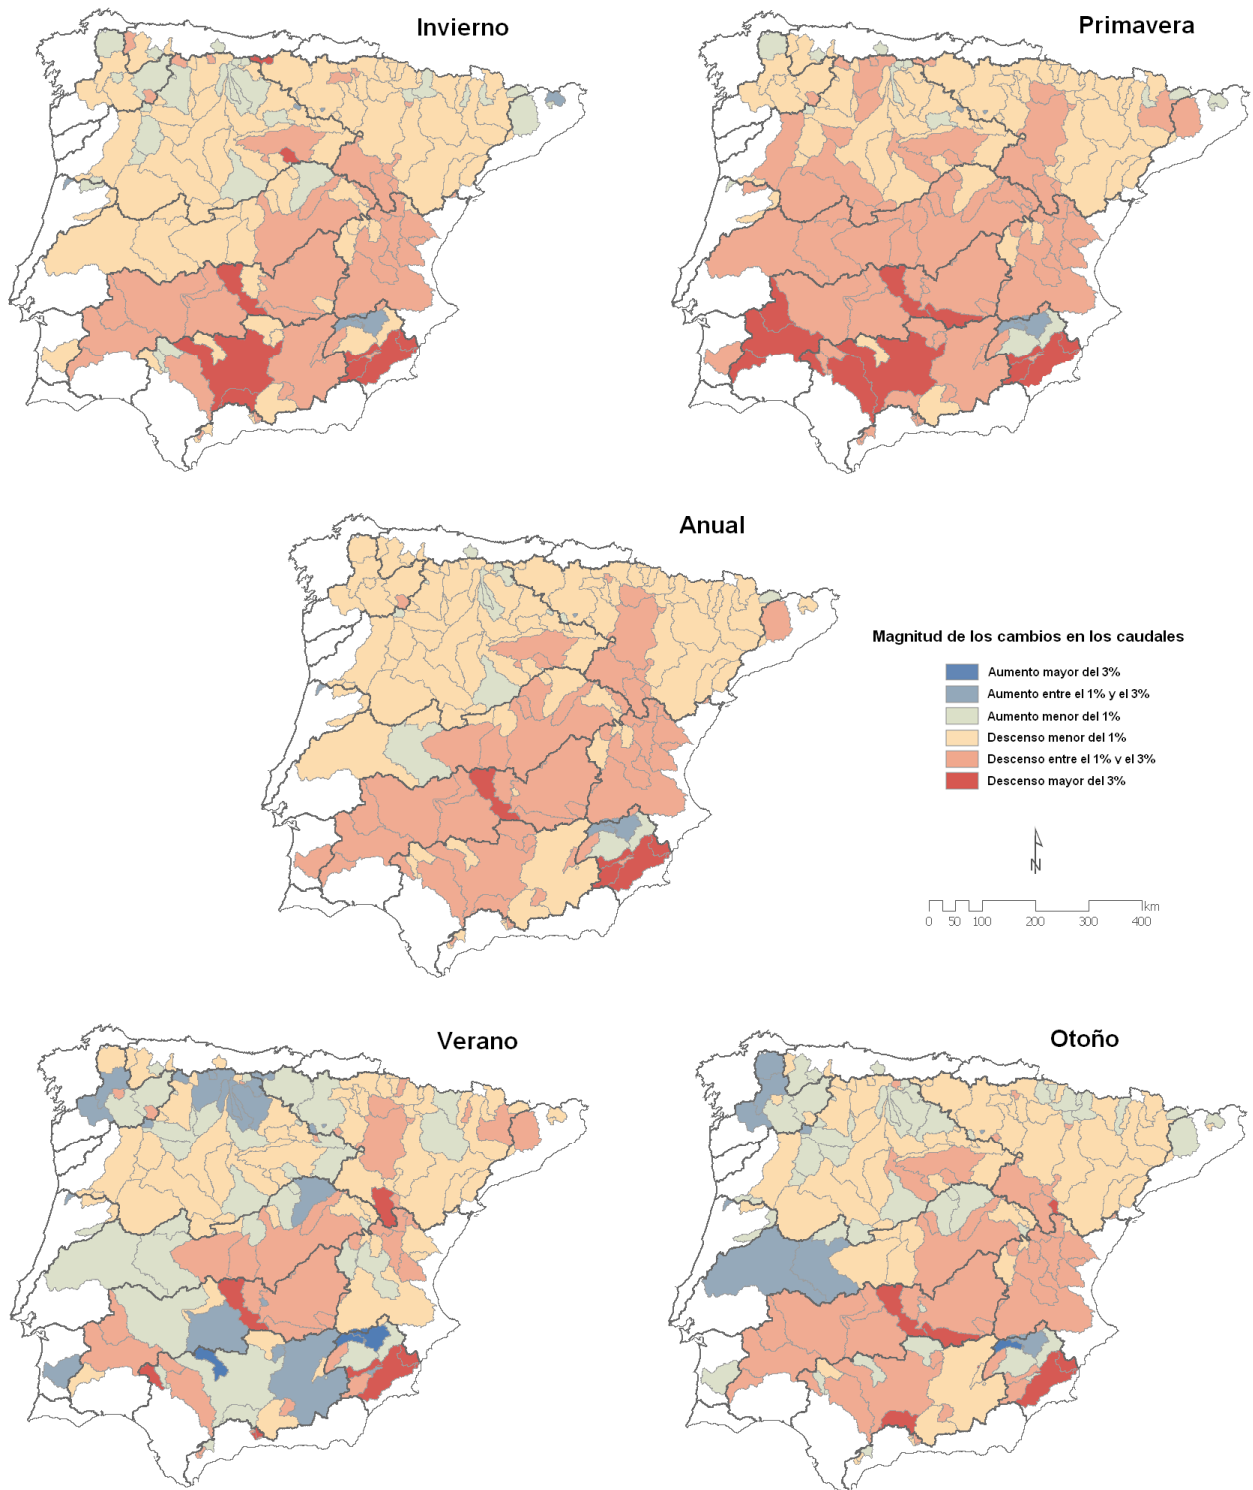 Invierno
Primavera
Anual
Magnitud de los cambios en los caudales
Aumento mayor del 3%
Aumento entre el 1% y el 3%
Aumento menor del 1%
Descenso menor del 1%
Descenso entre el 1% y el 3%
Descenso mayor del 3%
N
km
0 50 100 200 300 400
Verano
Otoño